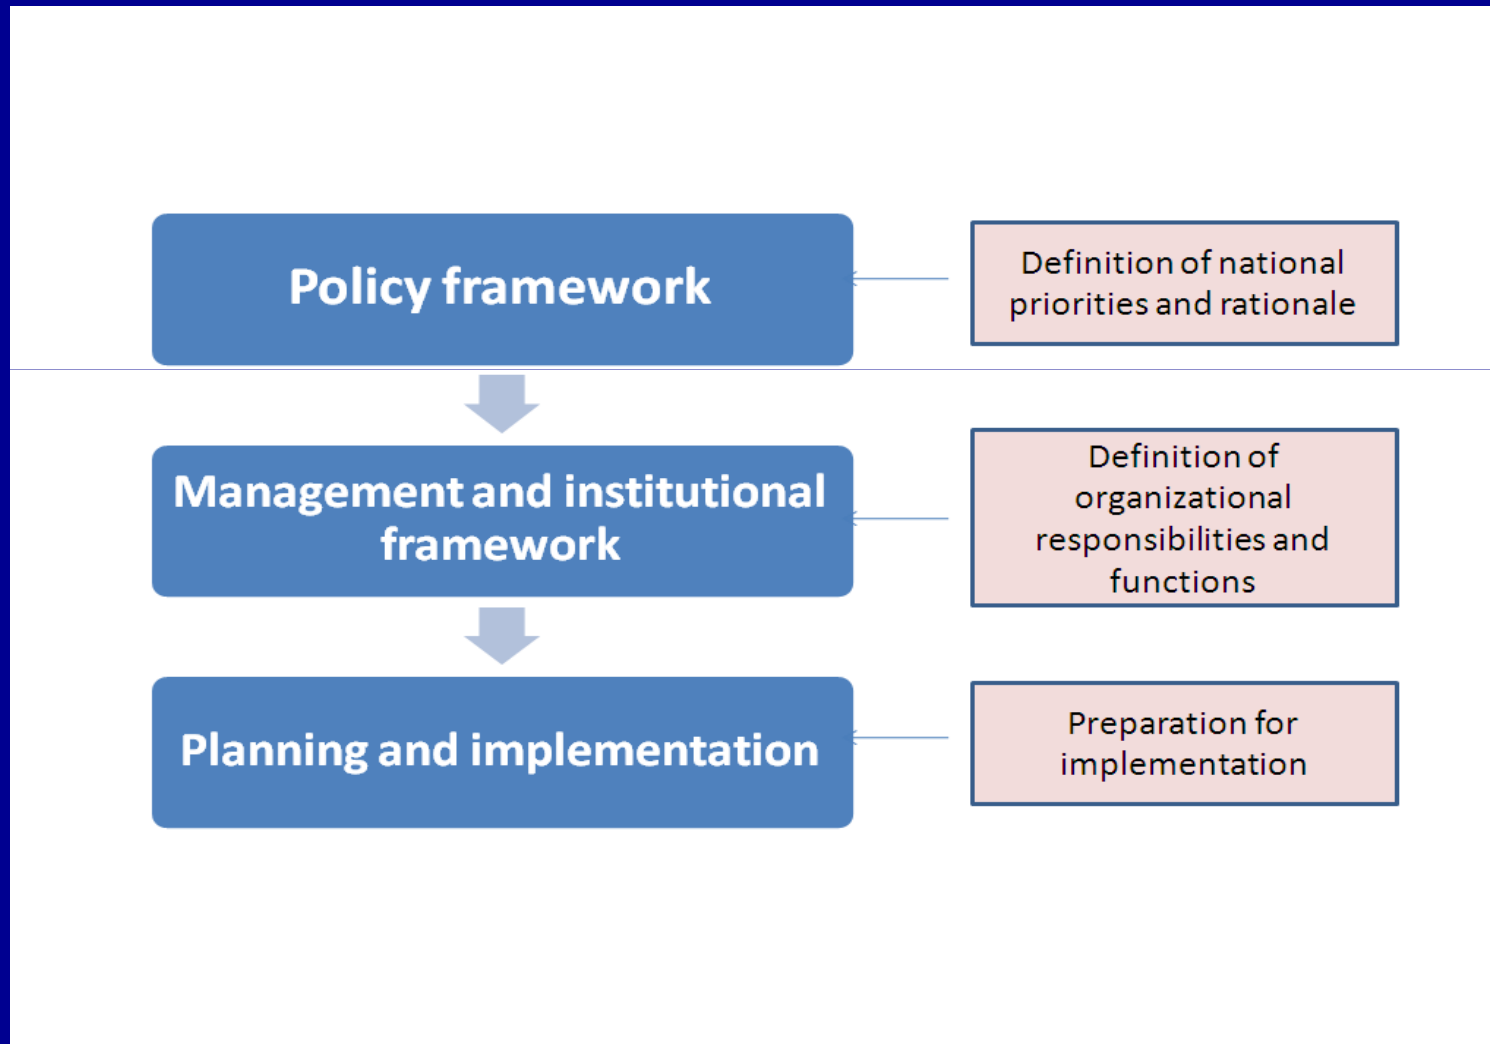 Policy framework
Definition of national
priorities and rationale
Management and institutional
framework
Definition of
organizational
responsibilities and
functions
Planning and implementation
Preparation for
implementation